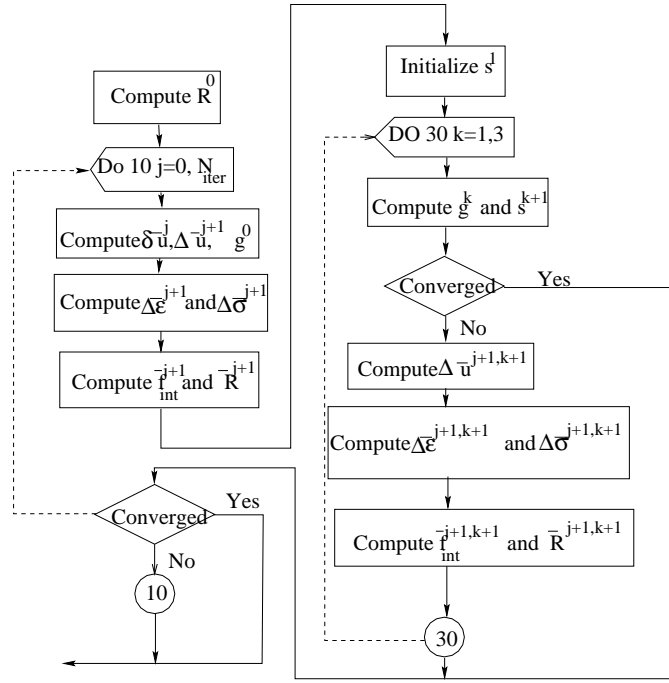 Compute R^0
Do 10 j=0, N_iter
Compute δū^j, Δū^{j+1}, g^0
Compute Δε̄^{j+1} and Δσ̄^{j+1}
Compute f̄_int^{j+1} and R̄^{j+1}
Converged
Yes
No
10
Initialize s^1
DO 30 k=1,3
Compute g^k and s^{k+1}
Converged
Yes
No
Compute Δ ū^{j+1,k+1}
Compute Δε̄^{j+1,k+1} and Δσ̄^{j+1,k+1}
Compute f̄_int^{j+1,k+1} and R̄^{j+1,k+1}
30